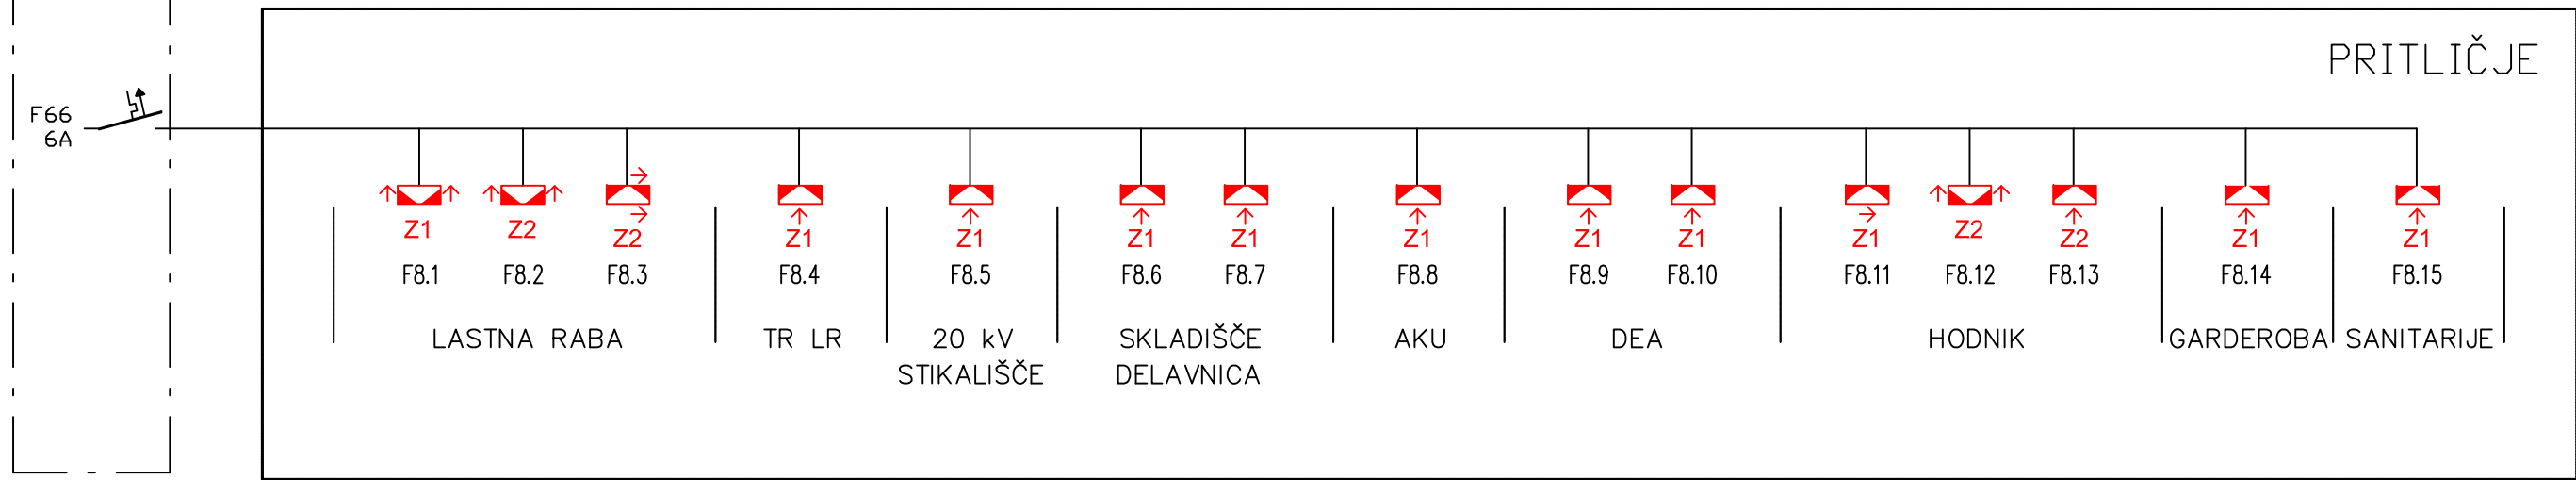 PRITLIČJE
F66
6A
Z1 Z2 Z2 Z1 Z1 Z1 Z1 Z1 Z1 Z1 Z1 Z2 Z2 Z1 Z1
F8.1 F8.2 F8.3 F8.4 F8.5 F8.6 F8.7 F8.8 F8.9 F8.10 F8.11 F8.12 F8.13 F8.14 F8.15
LASTNA RABA TR LR 20 kV SKLADIŠČE AKU DEA HODNIK GARDEROBA SANITARIJE
STIKALIŠČE DELAVNICA